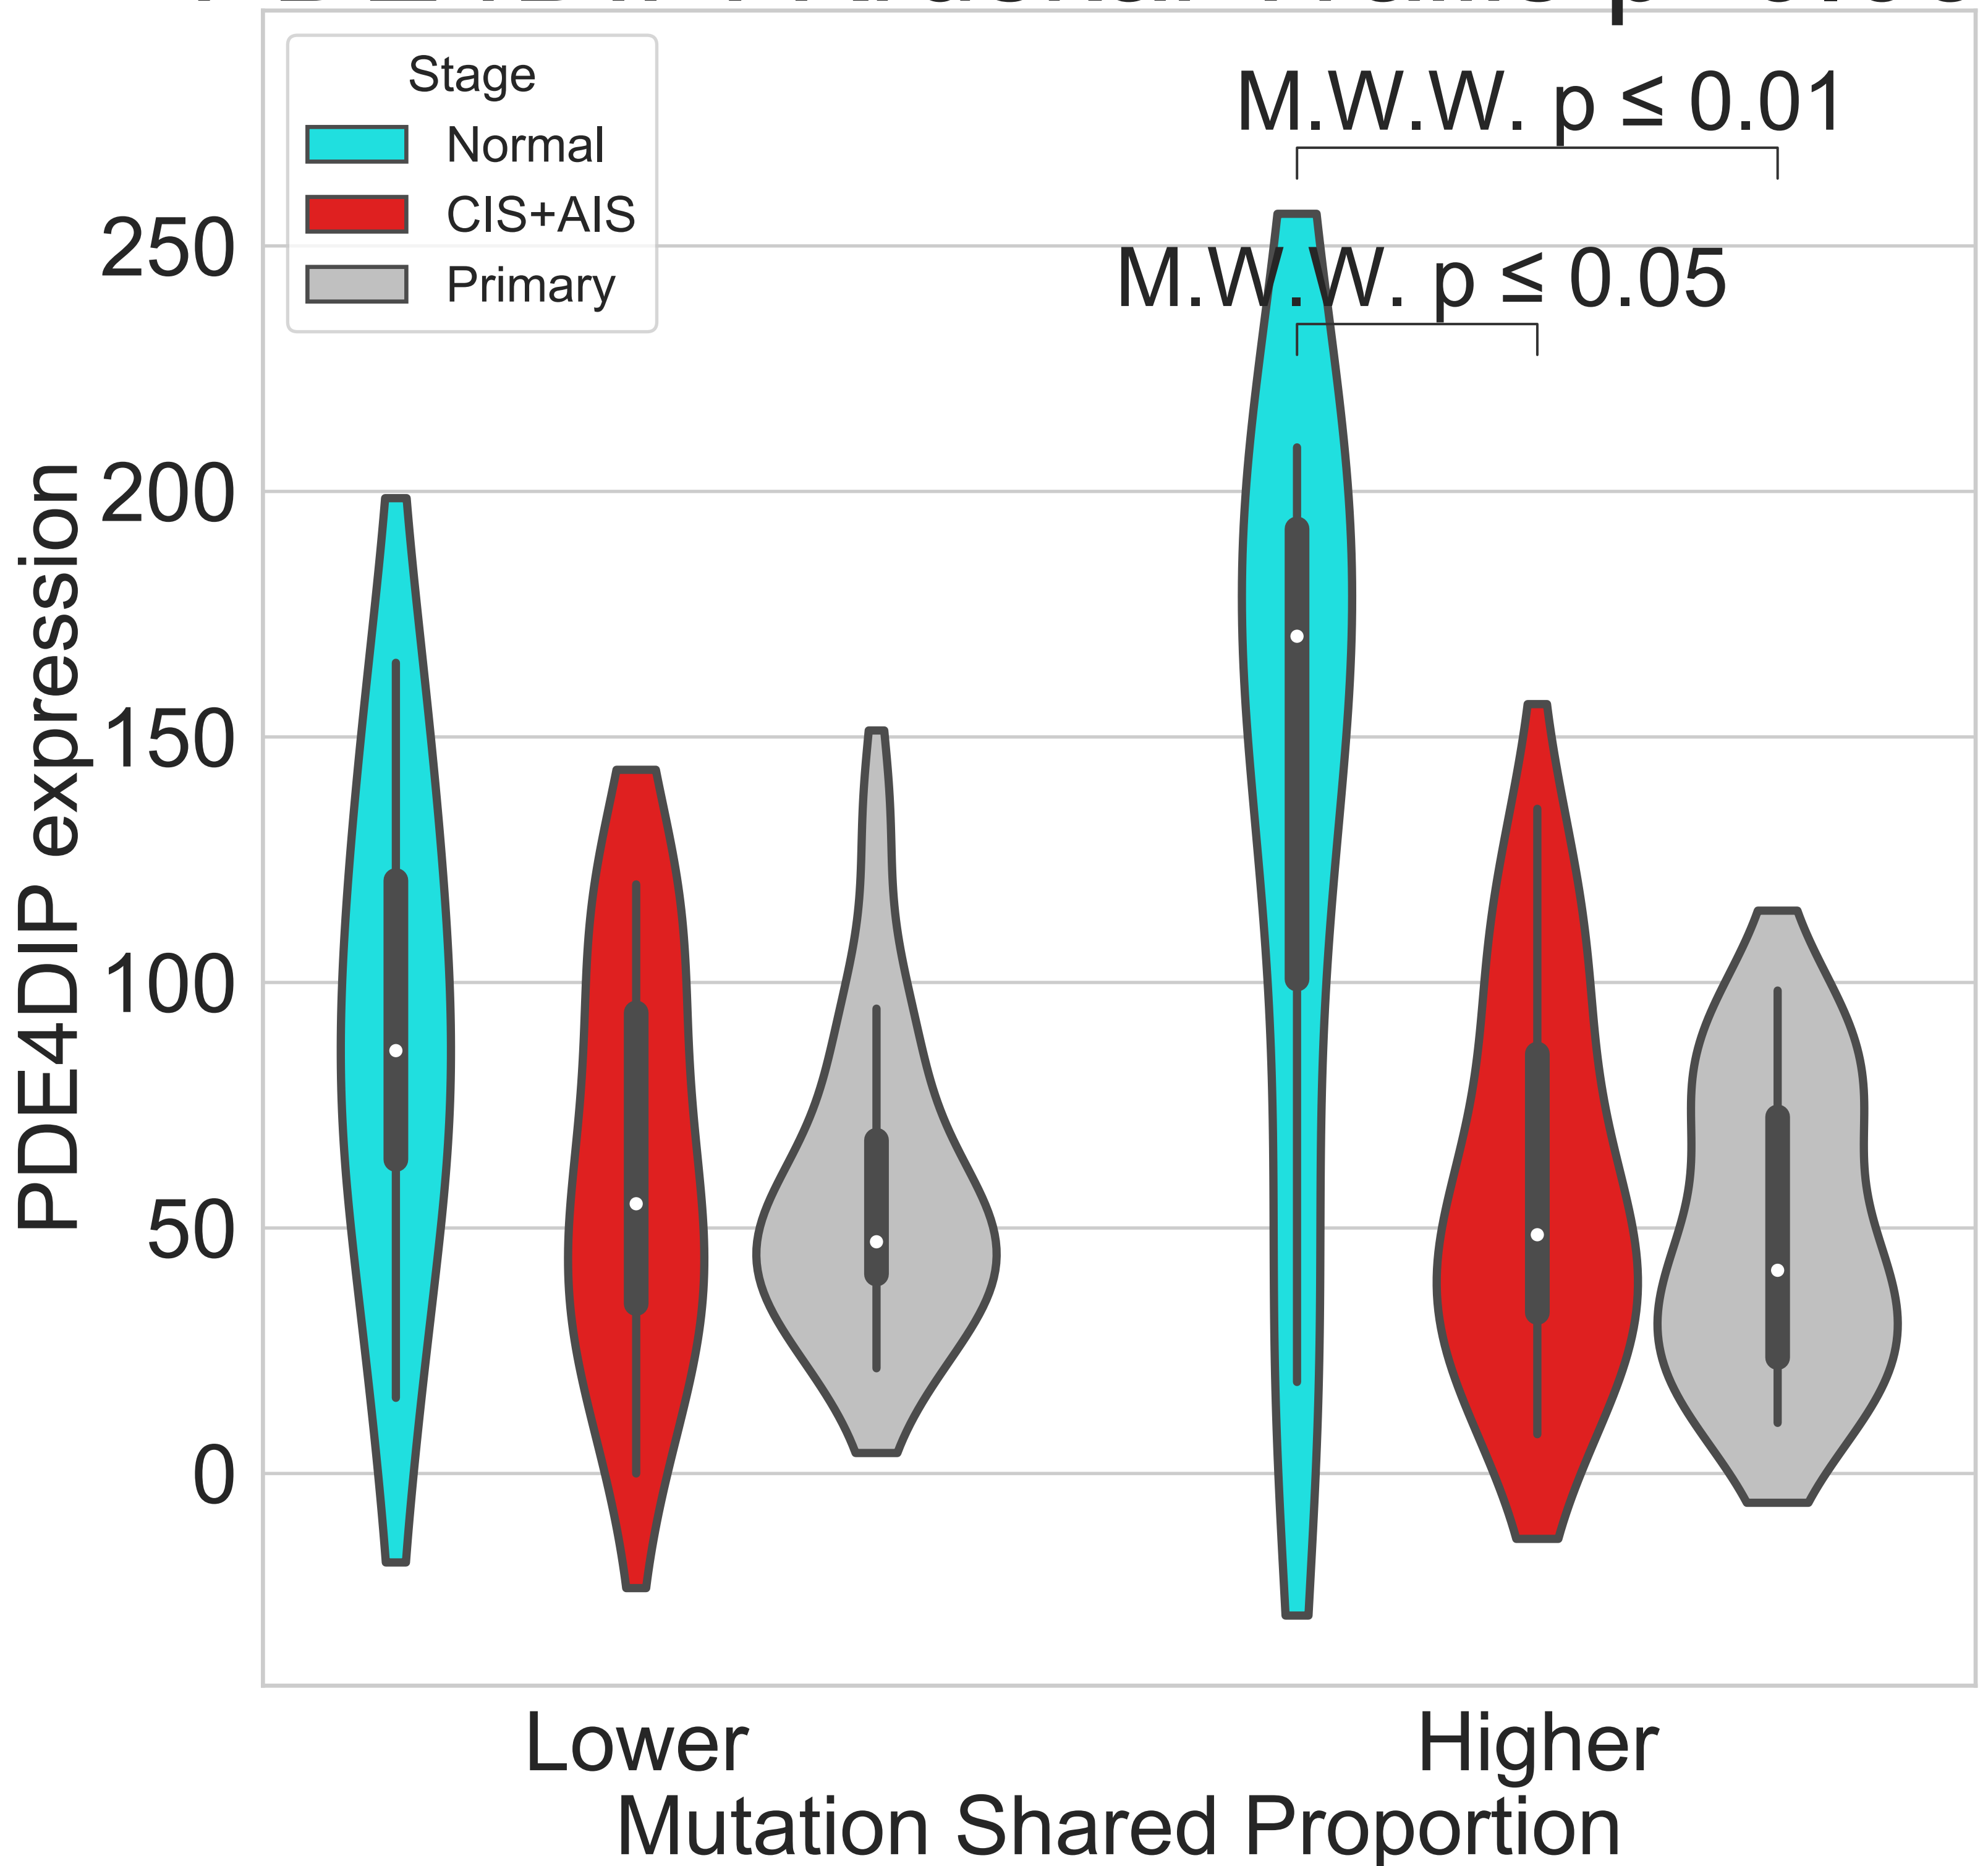 Stage
Normal
CIS+AIS
Primary
M.W.W. p ≤ 0.01
M.W.W. p ≤ 0.05
250
200
150
100
50
0
PDE4DIP expression
Lower
Higher
Mutation Shared Proportion